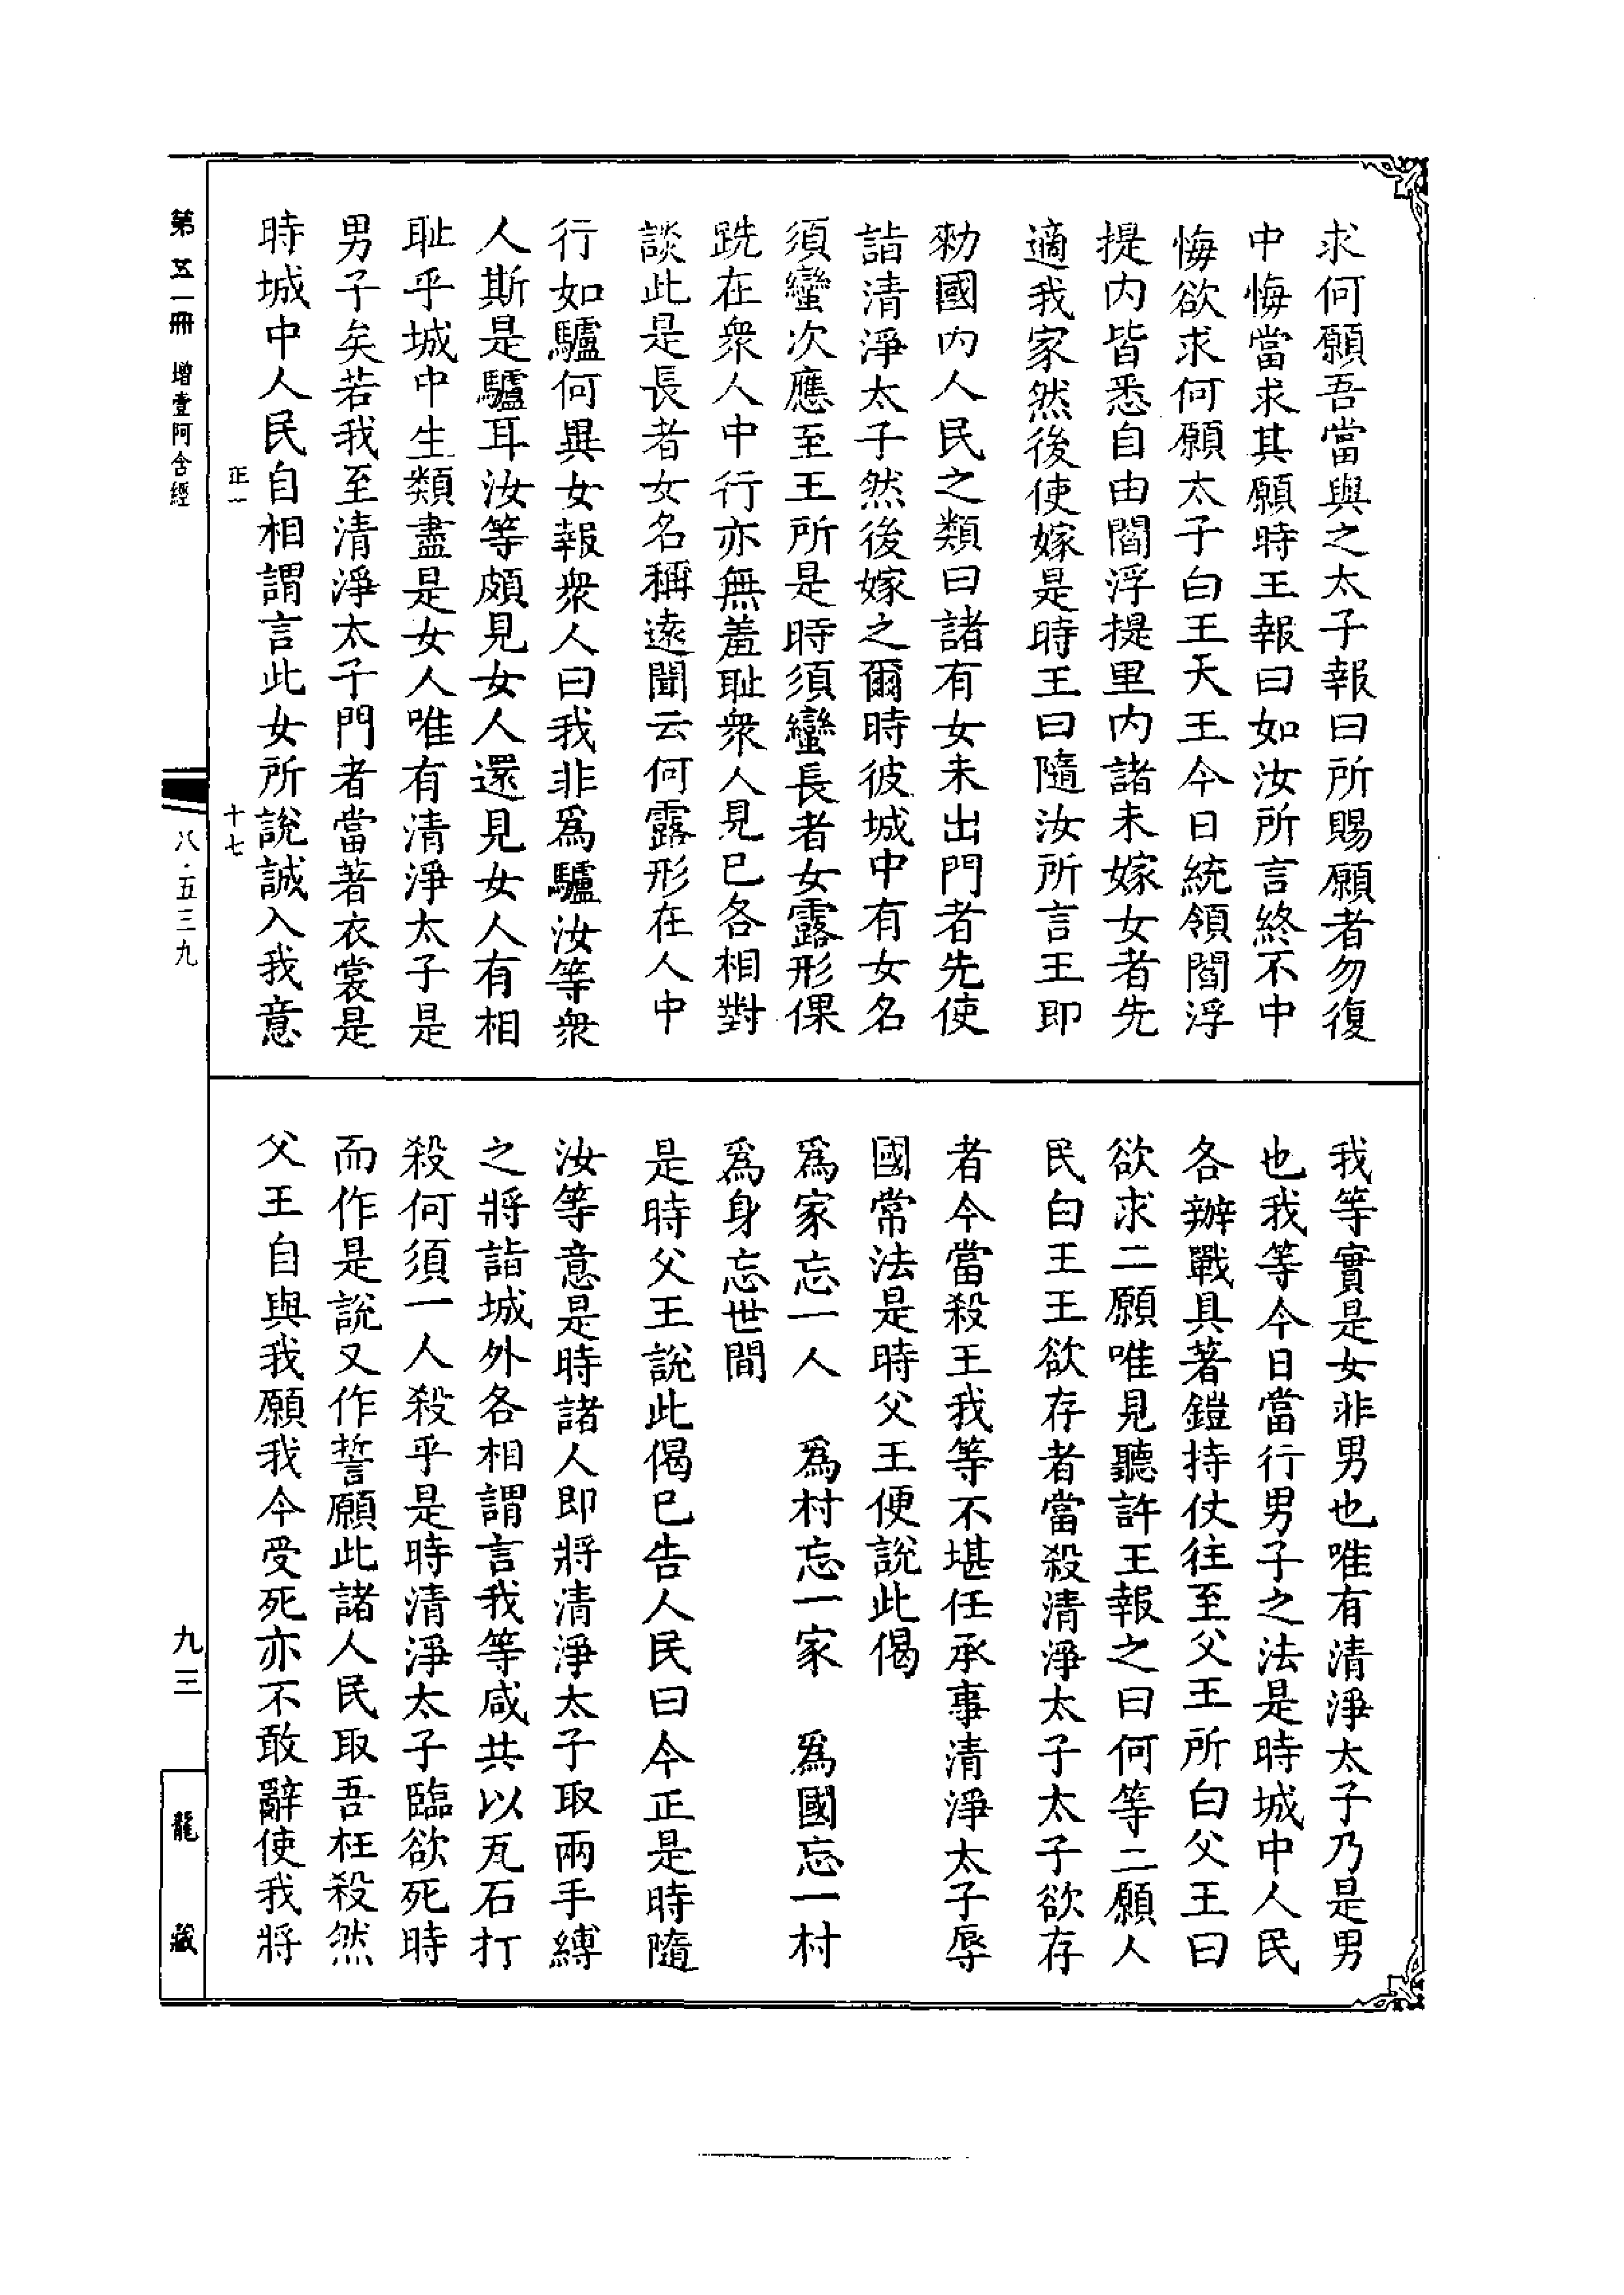 求何願吾當與之太子報曰所賜願者勿復
中悔當求其願時王報曰如汝所言終不中
悔欲求何願太子白王天王今日統領閻浮
提內皆悉自由閻浮提里內諸未嫁女者先
適我家然後使嫁是時王曰隨汝所言王即
勑國內人民之類曰諸有女未出門者先使
詣清淨太子然後嫁之爾時彼城中有女名
須蠻次應至王所是時須蠻長者女露形倮
跣在衆人中行亦無羞耻衆人見已各相對
談此是長者女名稱遠聞云何露形在人中
行如驢何異女報衆人曰我非爲驢汝等衆
人斯是驢耳汝等頗見女人還見女人有相
耻乎城中生類盡是女人唯有清淨太子是
男子矣若我至清淨太子門者當著衣裳是
時城中人民自相謂言此女所說誠入我意
我等實是女非男也唯有清淨太子乃是男
也我等今日當行男子之法是時城中人民
各辦戰具著鎧持仗往至父王所白父王曰
欲求二願唯見聽許王報之曰何等二願人
民白王王欲存者當殺清淨太子太子欲存
者今當殺王我等不堪任承事清淨太子辱
國常法是時父王便說此偈
爲家忘一人　爲村忘一家　爲國忘一村
爲身忘世間
是時父王說此偈已告人民曰今正是時隨
汝等意是時諸人即將清淨太子取兩手縛
之將詣城外各相謂言我等咸共以瓦石打
殺何須一人殺乎是時清淨太子臨欲死時
而作是說又作誓願此諸人民取吾枉殺然
父王自與我願我今受死亦不敢辭使我將
正一　十七
第五一冊　增壹阿含經　八·五三九　九三　龍藏